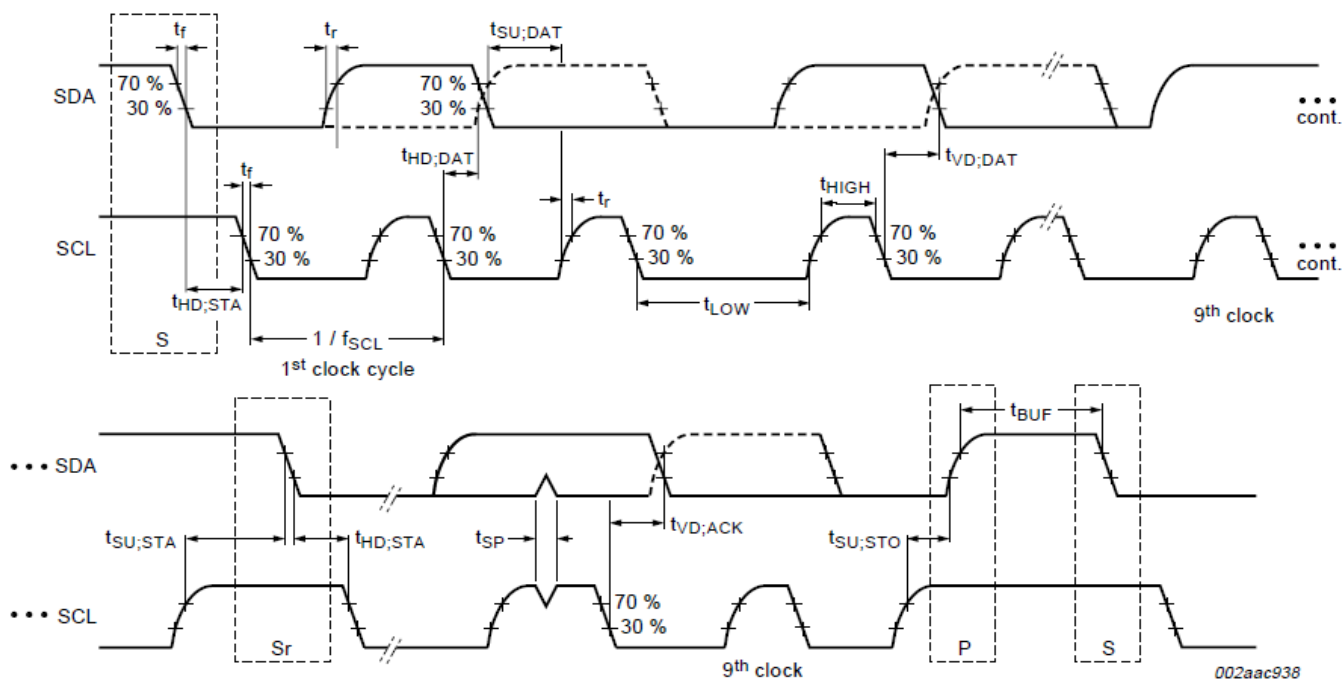 tf tr tSU;DAT
70 % 70 %
SDA
30 % 30 %
cont.
tHD;DAT tVD;DAT
tf tr tHIGH
70 % 70 % 70 %
SCL
30 % 30 % 30 %
cont.
tHD;STA tLOW
S 1 / fSCL 9th clock
1st clock cycle
tBUF
••• SDA
tSU;STA tHD;STA tSP tVD;ACK tSU;STO
70 %
••• SCL
30 %
Sr P S
9th clock
002aac938